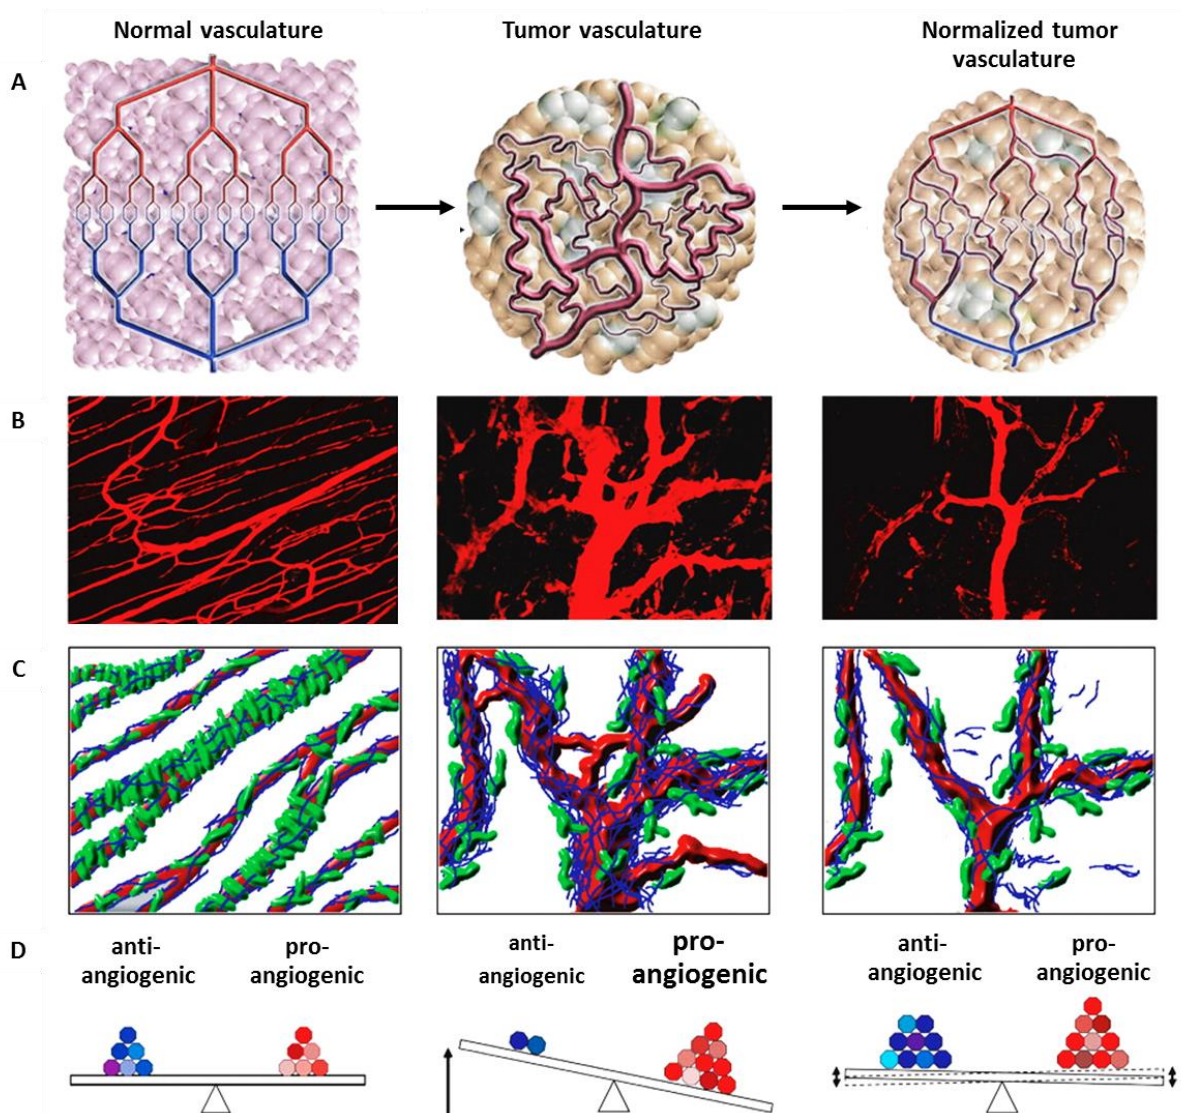 Normal vasculature
Tumor vasculature
Normalized tumor
vasculature
A
B
C
D
anti-
angiogenic
pro-
angiogenic
anti-
angiogenic
pro-
angiogenic
anti-
angiogenic
pro-
angiogenic